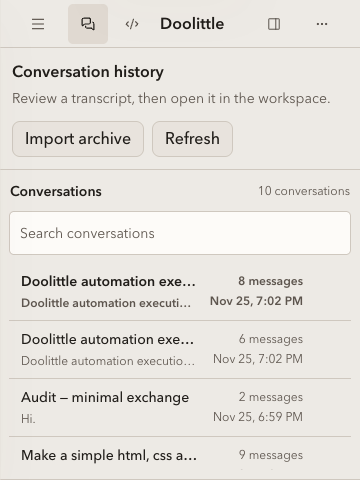 Doolittle
Conversation history
Review a transcript, then open it in the workspace.
Import archive Refresh
Conversations 10 conversations
Search conversations
Doolittle automation exe... 8 messages
Doolittle automation executi... Nov 25, 7:02 PM
Doolittle automation exe... 6 messages
Doolittle automation executio... Nov 25, 7:02 PM
Audit – minimal exchange 2 messages
Hi. Nov 25, 6:59 PM
Make a simple html, css a... 9 messages